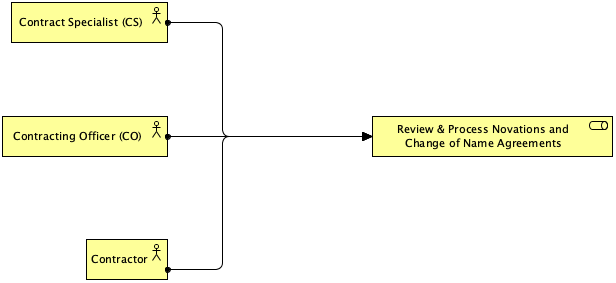 Contract Specialist (CS)
Contracting Officer (CO)
Review & Process Novations and
Change of Name Agreements
Contractor